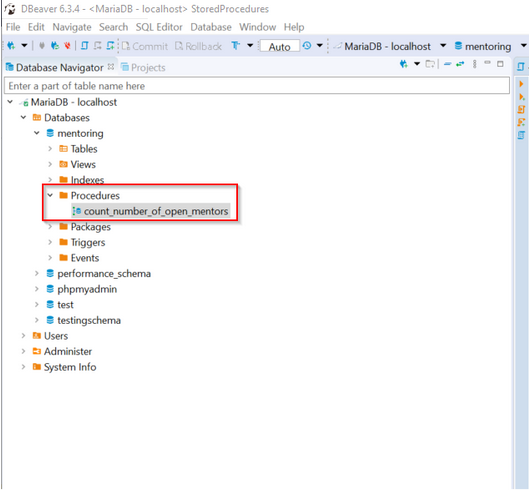 DBeaver 6.3.4 - <MariaDB - localhost> StoredProcedures
File Edit Navigate Search SQL Editor Database Window Help
Commit Rollback Auto MariaDB - localhost mentoring
Database Navigator Projects
Enter a part of table name here
MariaDB - localhost
Databases
mentoring
Tables
Views
Indexes
Procedures
count_number_of_open_mentors
Packages
Triggers
Events
performance_schema
phpmyadmin
test
testingschema
Users
Administer
System Info